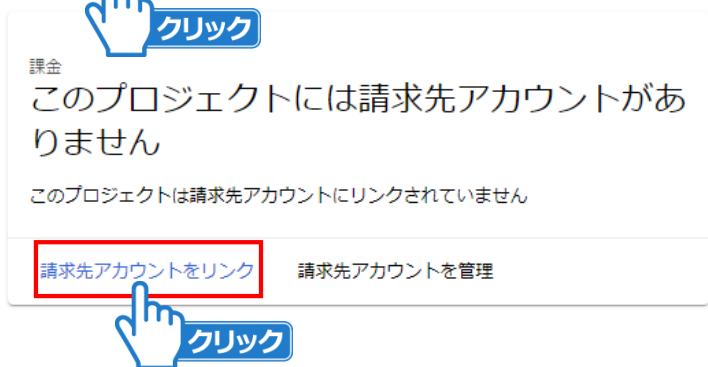 クリック
課金
このプロジェクトには請求先アカウントがあ
りません
このプロジェクトは請求先アカウントにリンクされていません
請求先アカウントをリンク 請求先アカウントを管理
クリック